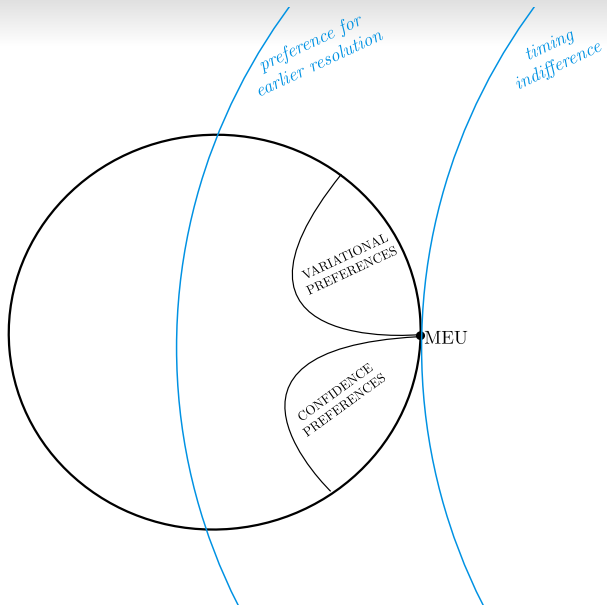 preference for
earlier resolution
timing
indifference
VARIATIONAL
PREFERENCES
MEU
CONFIDENCE
PREFERENCES